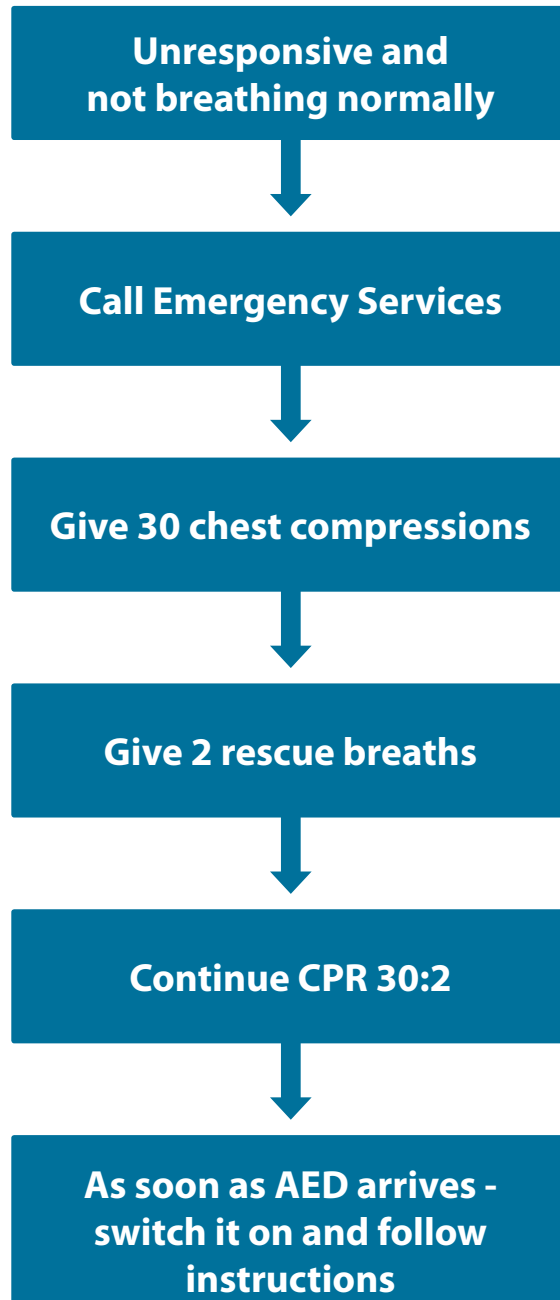 Unresponsive and
not breathing normally
Call Emergency Services
Give 30 chest compressions
Give 2 rescue breaths
Continue CPR 30:2
As soon as AED arrives -
switch it on and follow
instructions